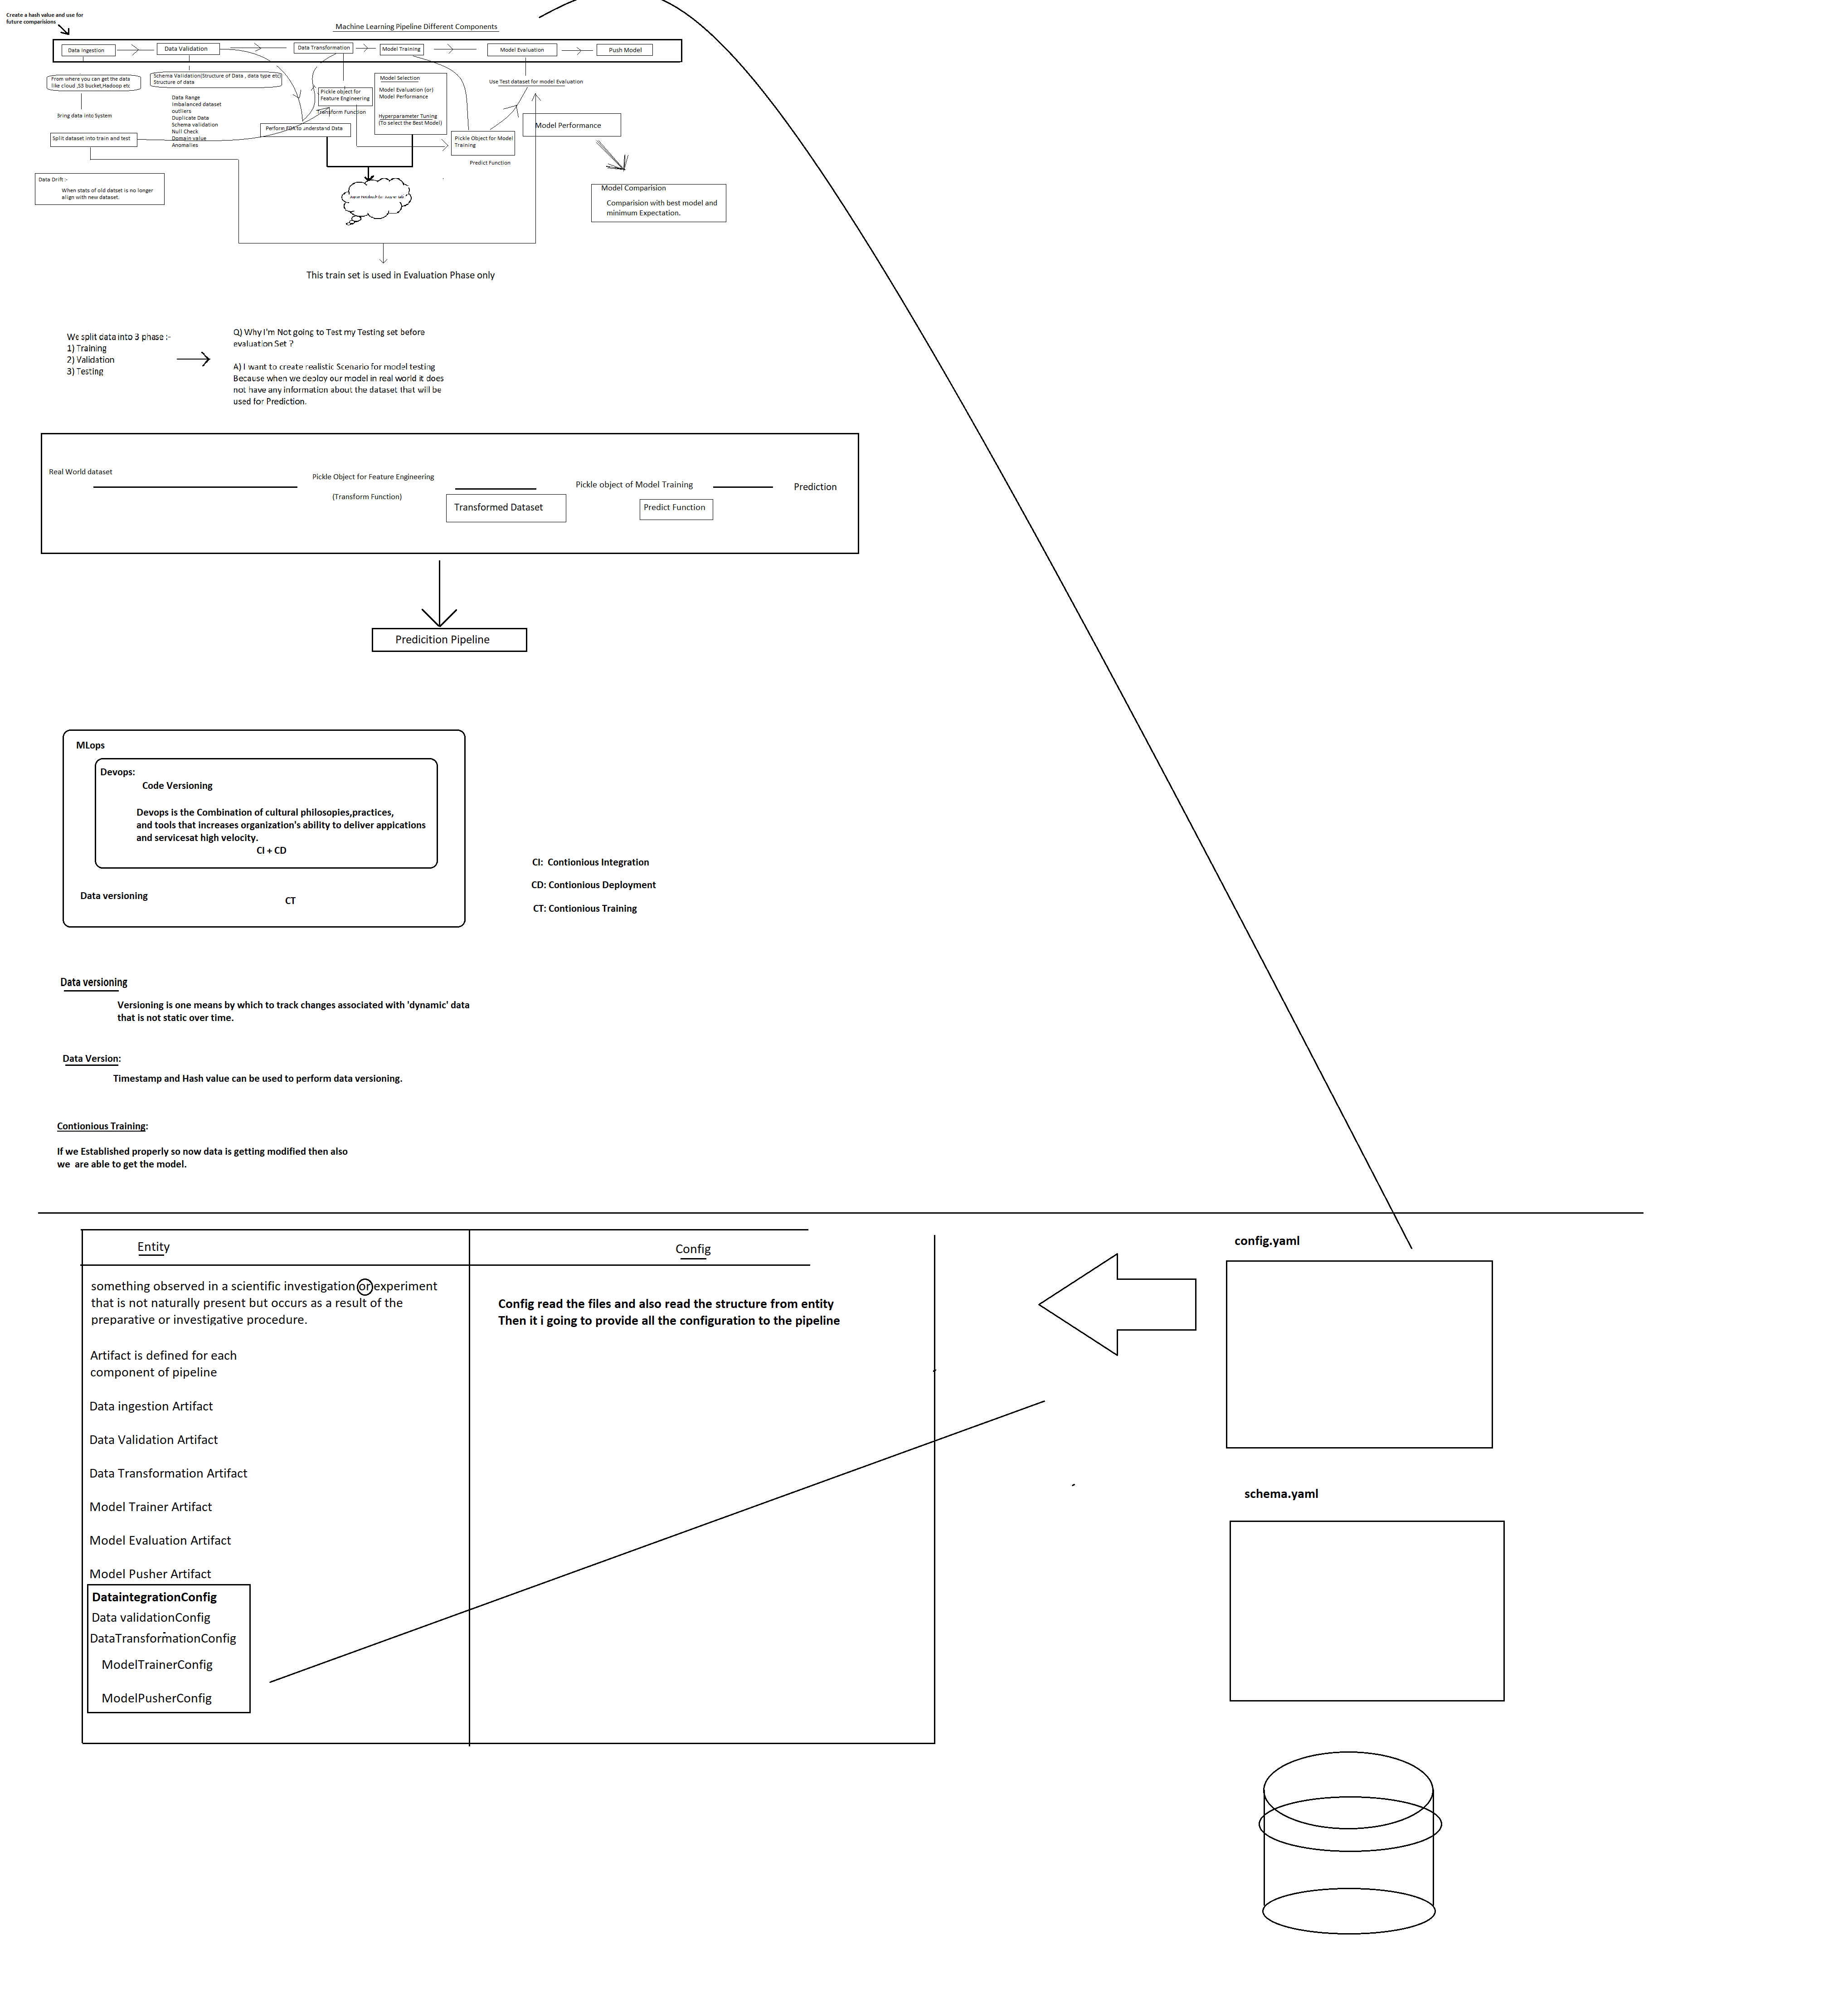 Create a hash value and use for
future comparisions
Machine Learning Pipeline Different Components
Data Ingestion
Data Validation
Data Transformation
Model Training
Model Evaluation
Push Model
From where you can get the data
like cloud ,S3 bucket,Hadoop etc
Bring data into System
Split dataset into train and test
Data Drift :-
When stats of old datset is no longer
align with new dataset.
Schema Validation(Structure of Data , data type etc)
Structure of data
Data Range
Imbalanced dataset
outliers
Duplicate Data
Schema validation
Null Check
Domain value
Anomalies
Perform EDA to understand Data
Pickle object for
Feature Engineering
Transform Function
Model Selection
Model Evaluation (or)
Model Performance
Hyperparameter Tuning
(To select the Best Model)
Pickle Object for Model
Training
Predict Function
Use Test dataset for model Evaluation
Model Performance
Model Comparision
Comparision with best model and
minimum Expectation.
This train set is used in Evaluation Phase only
We split data into 3 phase :-
1) Training
2) Validation
3) Testing
Q) Why I'm Not going to Test my Testing set before
evaluation Set ?
A) I want to create realistic Scenario for model testing
Because when we deploy our model in real world it does
not have any information about the dataset that will be
used for Prediction.
Real World dataset
Pickle Object for Feature Engineering
(Transform Function)
Transformed Dataset
Pickle object of Model Training
Predict Function
Prediction
Predicition Pipeline
MLops
Devops:
Code Versioning
Devops is the Combination of cultural philosopies,practices,
and tools that increases organization's ability to deliver appications
and servicesat high velocity.
CI + CD
Data versioning
CT
CI: Contionious Integration
CD: Contionious Deployment
CT: Contionious Training
Data versioning
Versioning is one means by which to track changes associated with 'dynamic' data
that is not static over time.
Data Version:
Timestamp and Hash value can be used to perform data versioning.
Contionious Training:
If we Established properly so now data is getting modified then also
we are able to get the model.
Entity
something observed in a scientific investigation or experiment
that is not naturally present but occurs as a result of the
preparative or investigative procedure.
Artifact is defined for each
component of pipeline
Data ingestion Artifact
Data Validation Artifact
Data Transformation Artifact
Model Trainer Artifact
Model Evaluation Artifact
Model Pusher Artifact
DataintegrationConfig
Data validationConfig
DataTransformationConfig
ModelTrainerConfig
ModelPusherConfig
Config
Config read the files and also read the structure from entity
Then it i going to provide all the configuration to the pipeline
config.yaml
schema.yaml